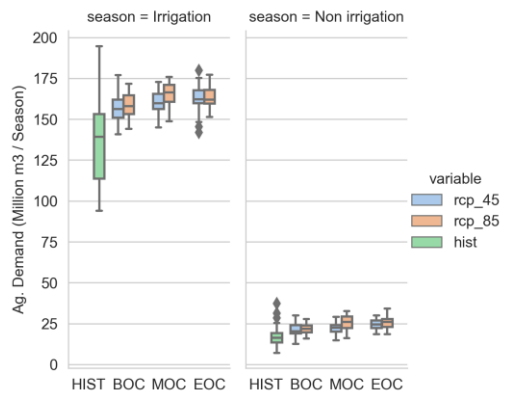 season = Irrigation
season = Non irrigation
Ag. Demand (Million m3 / Season)
200
175
150
125
100
75
50
25
0
HIST BOC MOC EOC
HIST BOC MOC EOC
variable
rcp_45
rcp_85
hist